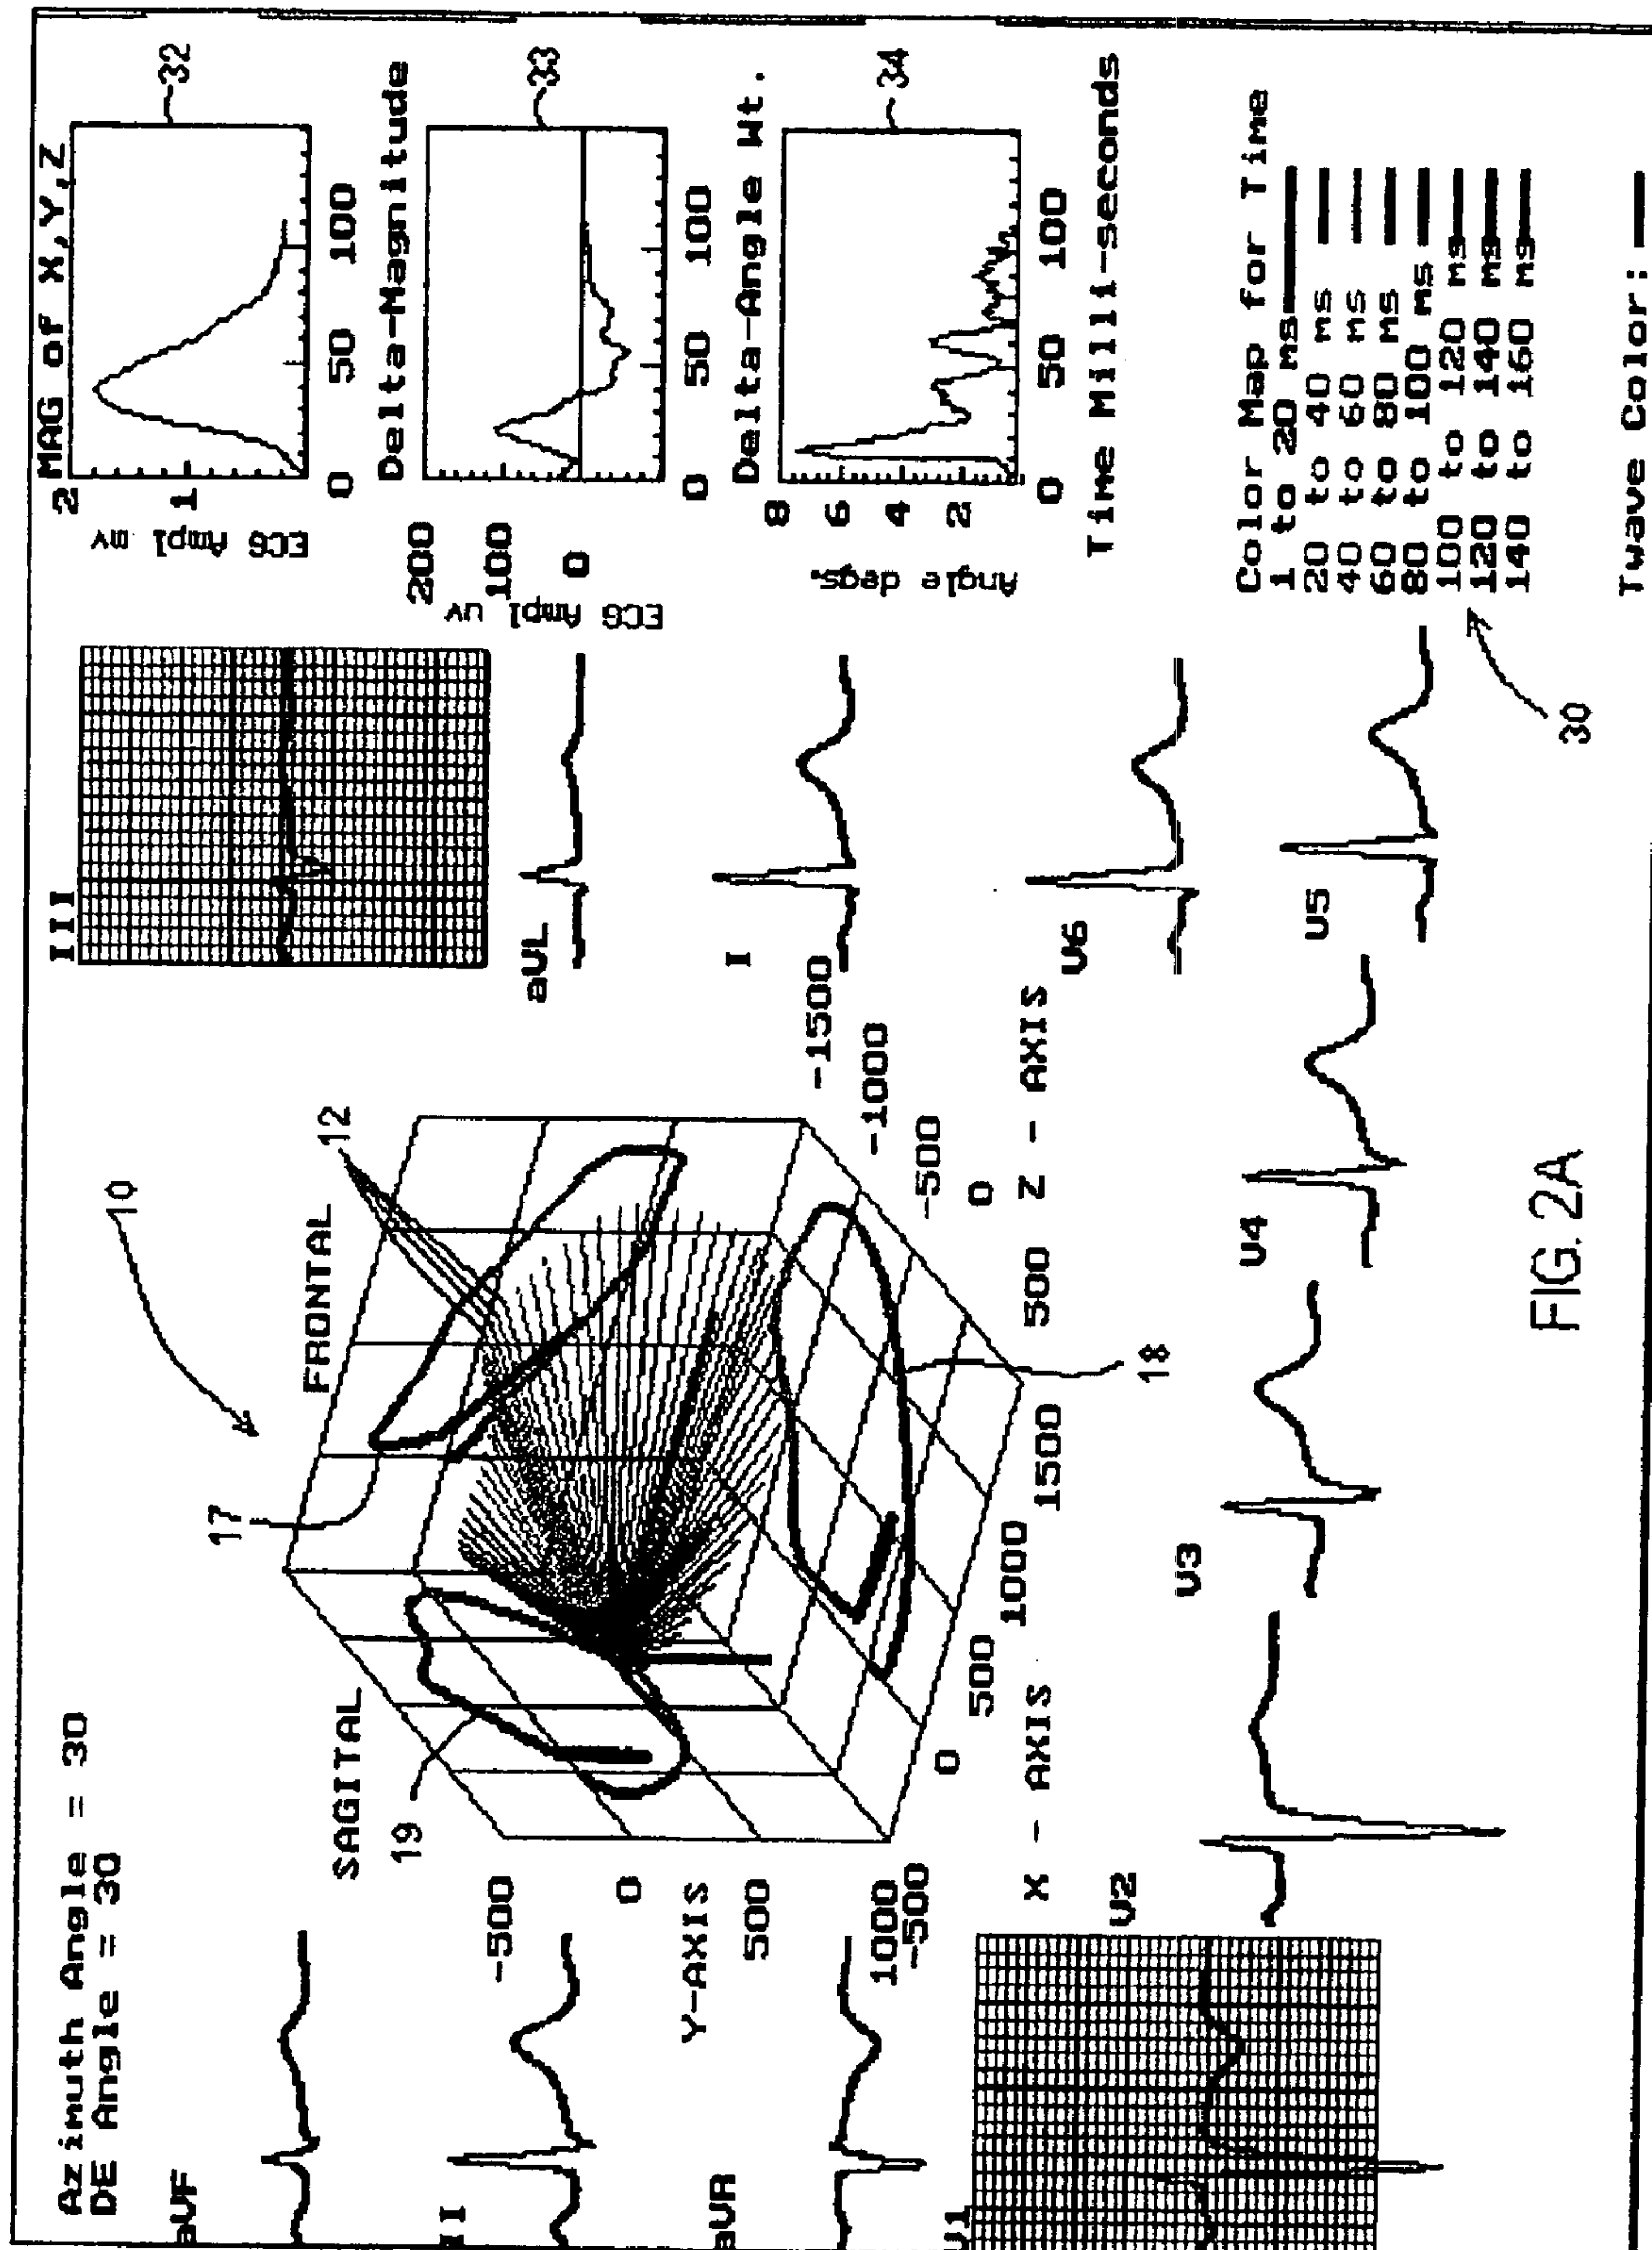 Azimuth Angle = 30
DE Angle = 30
aVF
II
aVR
V1
V2
V3
V4
V5
V6
I
aVL
III
10
12
17
18
19
FRONTAL
SAGITAL
-500
0
Y-AXIS
500
1000
-500
0
500
1000
1500
X - AXIS
500
0
-500
-1000
-1500
Z - AXIS
MAG of X,Y,Z
2
1
ECG Ampl mv
0 50 100
32
Delta-Magnitude
200
100
0
ECG Ampl uv
0 50 100
33
Delta-Angle Wt.
8
6
4
2
Angle degs.
0 50 100
34
Time Milli-seconds
Color Map for Time
1 to 20 ms
20 to 40 ms
40 to 60 ms
60 to 80 ms
80 to 100 ms
100 to 120 ms
120 to 140 ms
140 to 160 ms
30
Twave Color:
FIG. 2A